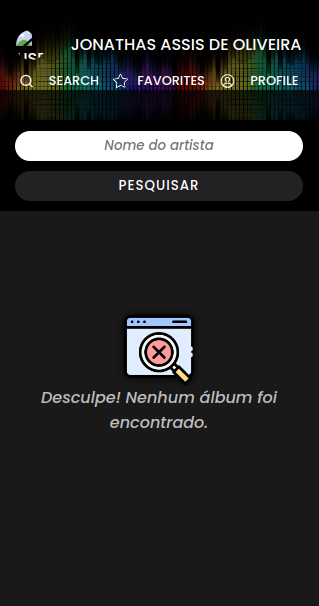 JONATHAS ASSIS DE OLIVEIRA
SEARCH FAVORITES PROFILE
Nome do artista
PESQUISAR
Desculpe! Nenhum álbum foi
encontrado.